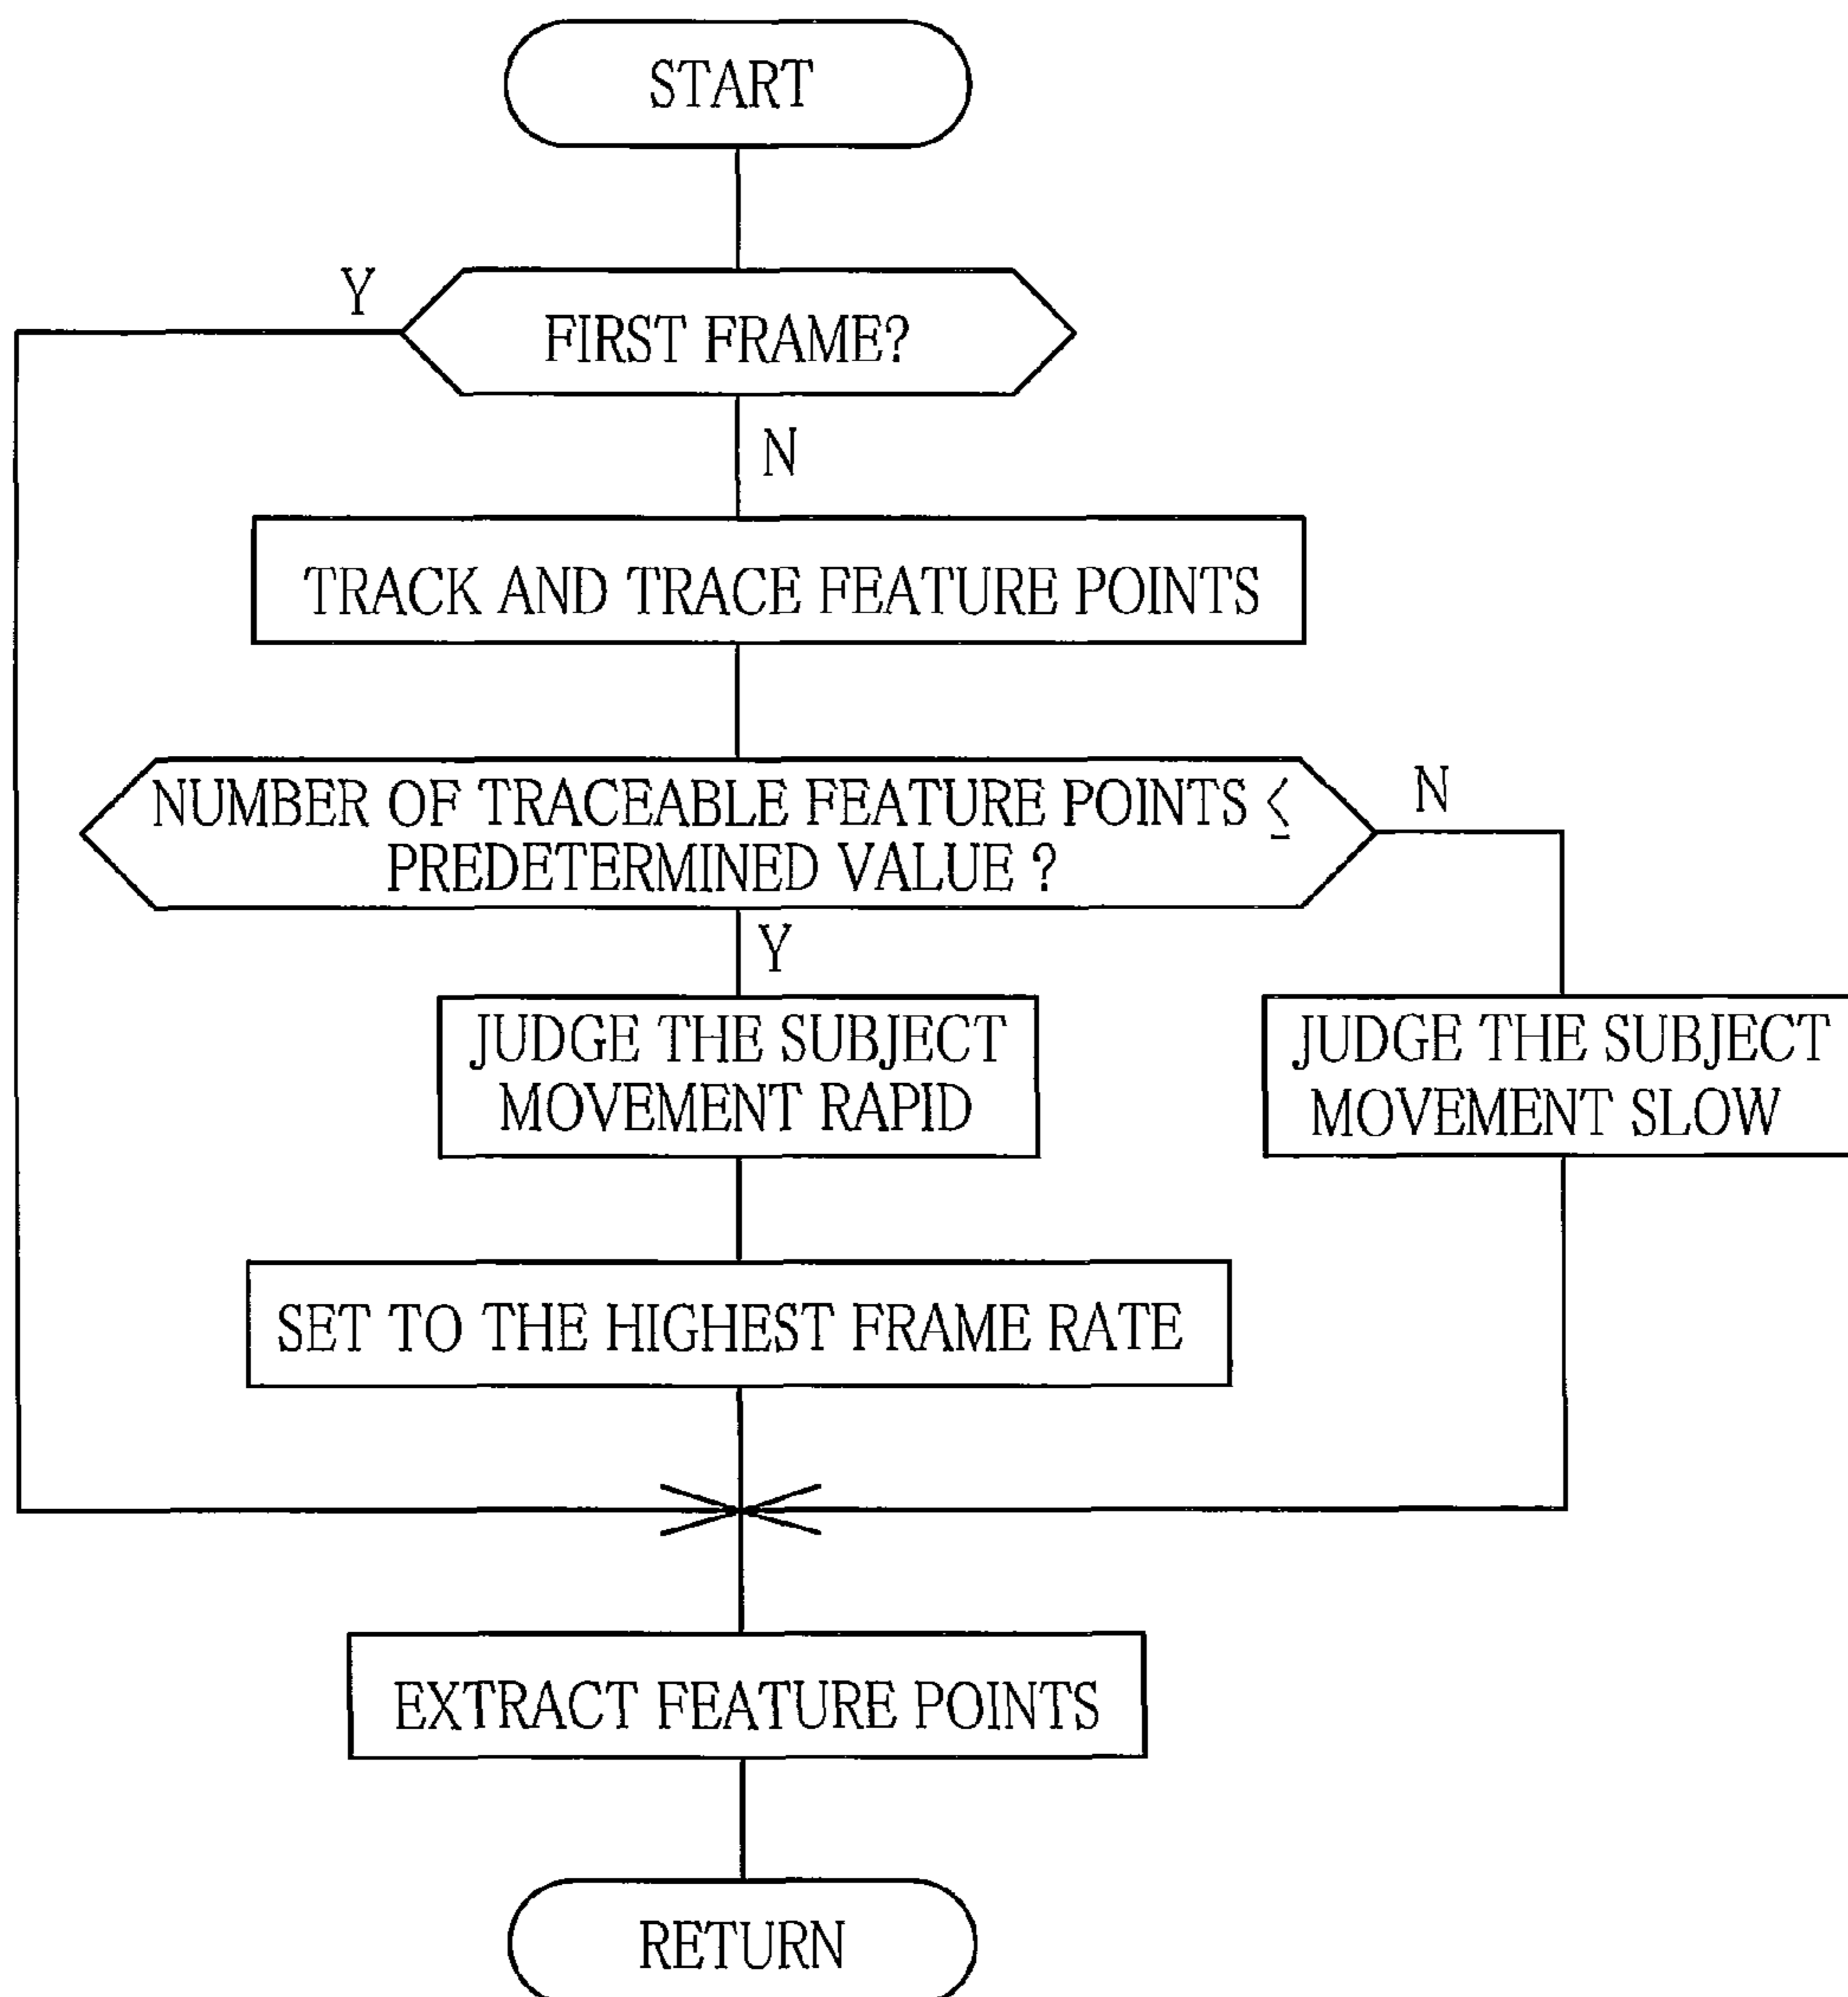 START
Y
FIRST FRAME?
N
TRACK AND TRACE FEATURE POINTS
NUMBER OF TRACEABLE FEATURE POINTS ≤
PREDETERMINED VALUE ?
N
Y
JUDGE THE SUBJECT
MOVEMENT RAPID
JUDGE THE SUBJECT
MOVEMENT SLOW
SET TO THE HIGHEST FRAME RATE
EXTRACT FEATURE POINTS
RETURN